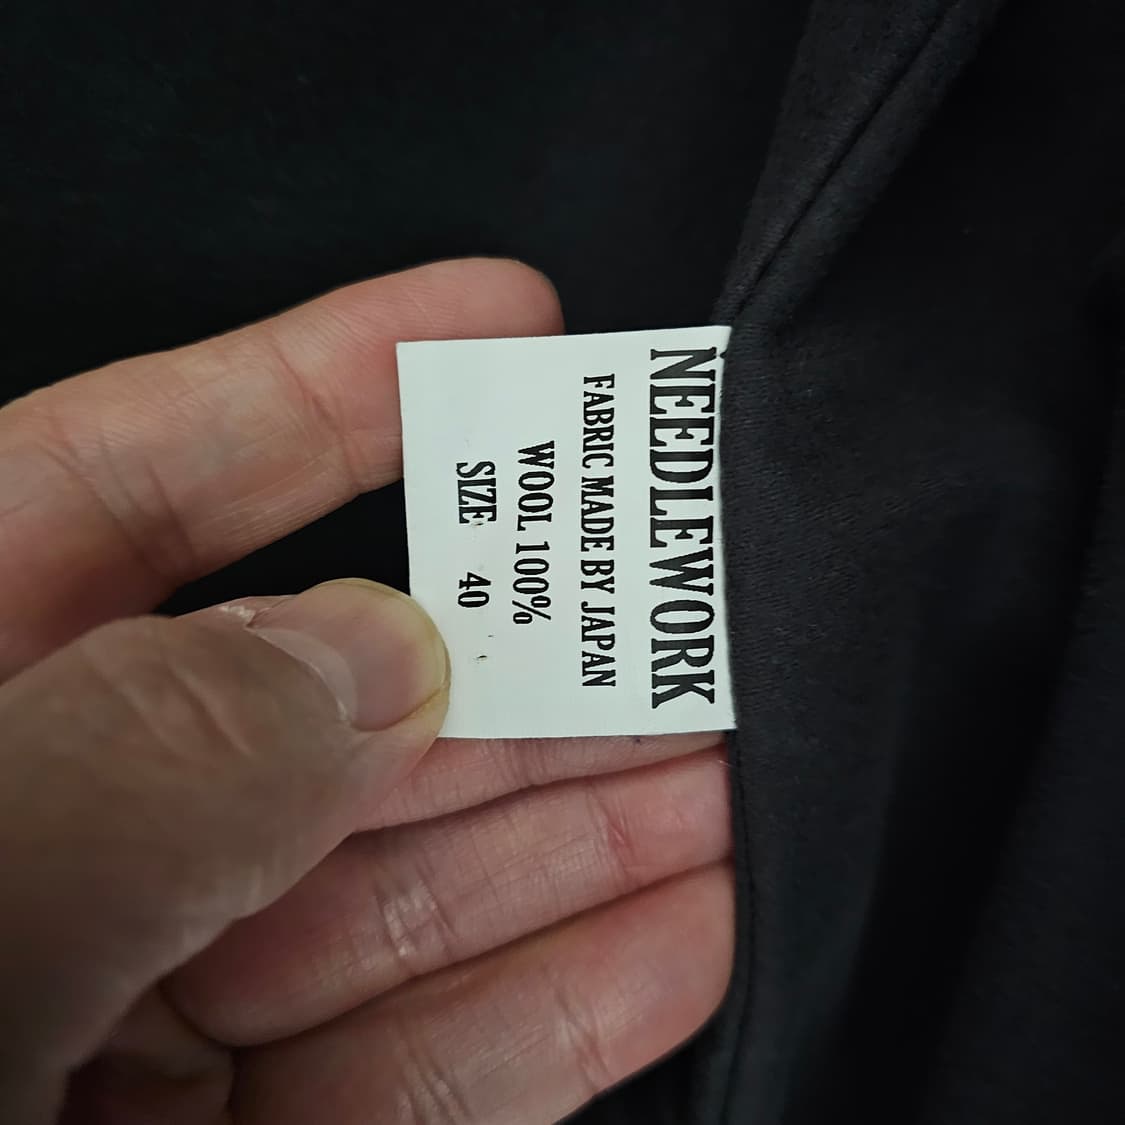 NEEDLEWORK
FABRIC MADE BY JAPAN
WOOL 100%
SIZE 40